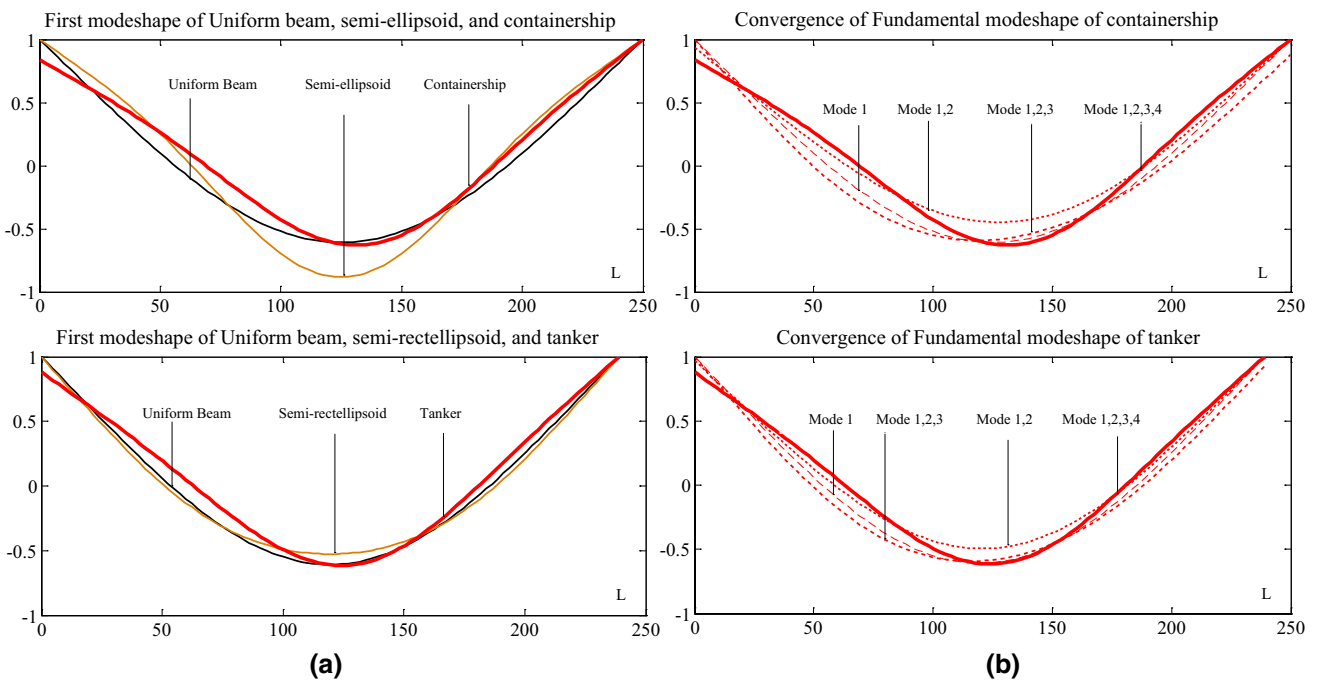 First modeshape of Uniform beam, semi-ellipsoid, and containership
1
0.5
0
-0.5
-1
Uniform Beam
Semi-ellipsoid
Containership
L
0 50 100 150 200 250
Convergence of Fundamental modeshape of containership
1
0.5
0
-0.5
-1
Mode 1
Mode 1,2
Mode 1,2,3
Mode 1,2,3,4
L
0 50 100 150 200 250
First modeshape of Uniform beam, semi-rectellipsoid, and tanker
1
0.5
0
-0.5
-1
Uniform Beam
Semi-rectellipsoid
Tanker
L
0 50 100 150 200 250
Convergence of Fundamental modeshape of tanker
1
0.5
0
-0.5
-1
Mode 1
Mode 1,2,3
Mode 1,2
Mode 1,2,3,4
L
0 50 100 150 200 250
(a)
(b)